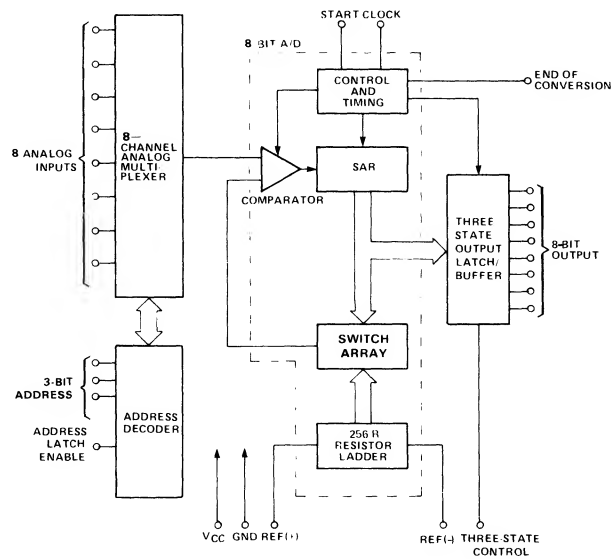 START CLOCK
8 BIT A/D
CONTROL
AND
TIMING
END OF
CONVERSION
8—
CHANNEL
ANALOG
MULTI-
PLEXER
8 ANALOG
INPUTS
SAR
COMPARATOR
THREE
STATE
OUTPUT
LATCH/
BUFFER
8-BIT
OUTPUT
SWITCH
ARRAY
3-BIT
ADDRESS
ADDRESS
DECODER
ADDRESS
LATCH
ENABLE
256 R
RESISTOR
LADDER
VCC
GND
REF(+)
REF(-)
THREE-STATE
CONTROL